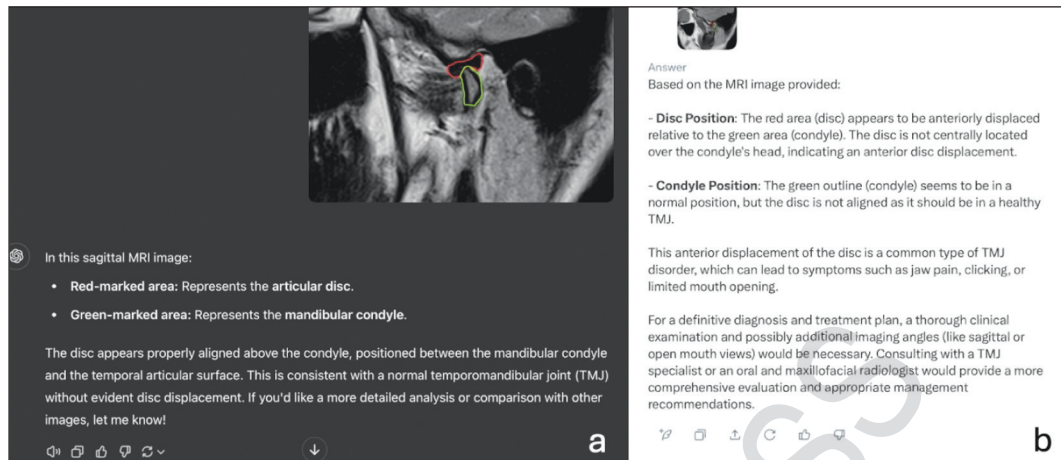 In this sagittal MRI image:
• Red-marked area: Represents the articular disc.
• Green-marked area: Represents the mandibular condyle.
The disc appears properly aligned above the condyle, positioned between the mandibular condyle
and the temporal articular surface. This is consistent with a normal temporomandibular joint (TMJ)
without evident disc displacement. If you'd like a more detailed analysis or comparison with other
images, let me know!
a
Answer
Based on the MRI image provided:
- Disc Position: The red area (disc) appears to be anteriorly displaced
relative to the green area (condyle). The disc is not centrally located
over the condyle's head, indicating an anterior disc displacement.
- Condyle Position: The green outline (condyle) seems to be in a
normal position, but the disc is not aligned as it should be in a healthy
TMJ.
This anterior displacement of the disc is a common type of TMJ
disorder, which can lead to symptoms such as jaw pain, clicking, or
limited mouth opening.
For a definitive diagnosis and treatment plan, a thorough clinical
examination and possibly additional imaging angles (like sagittal or
open mouth views) would be necessary. Consulting with a TMJ
specialist or an oral and maxillofacial radiologist would provide a more
comprehensive evaluation and appropriate management
recommendations.
b